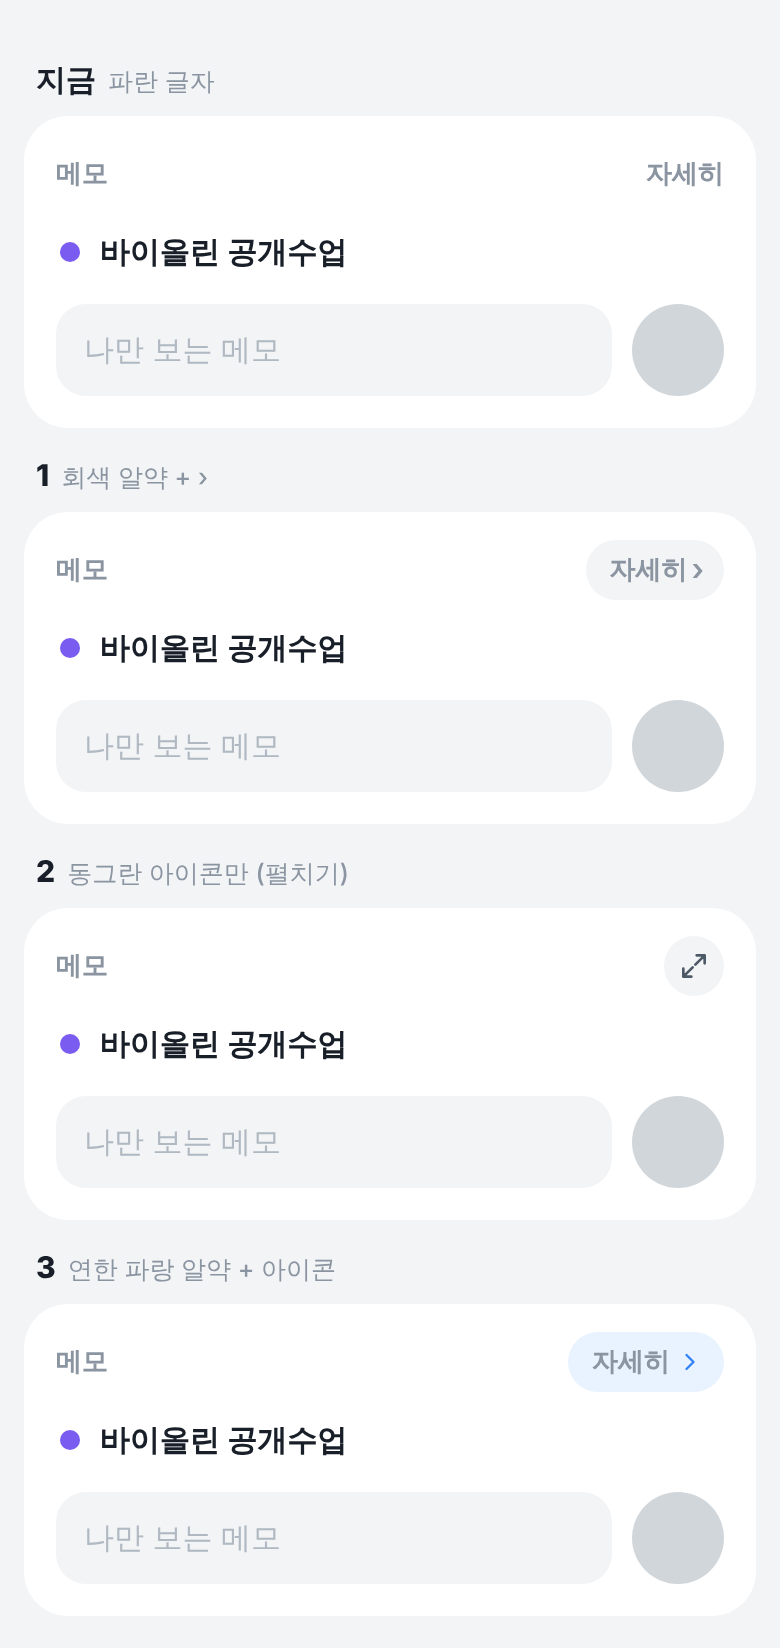 지금 파란 글자
메모 자세히
바이올린 공개수업
나만 보는 메모
1 회색 알약 + ›
메모 자세히 ›
바이올린 공개수업
나만 보는 메모
2 동그란 아이콘만 (펼치기)
메모
바이올린 공개수업
나만 보는 메모
3 연한 파랑 알약 + 아이콘
메모 자세히
바이올린 공개수업
나만 보는 메모